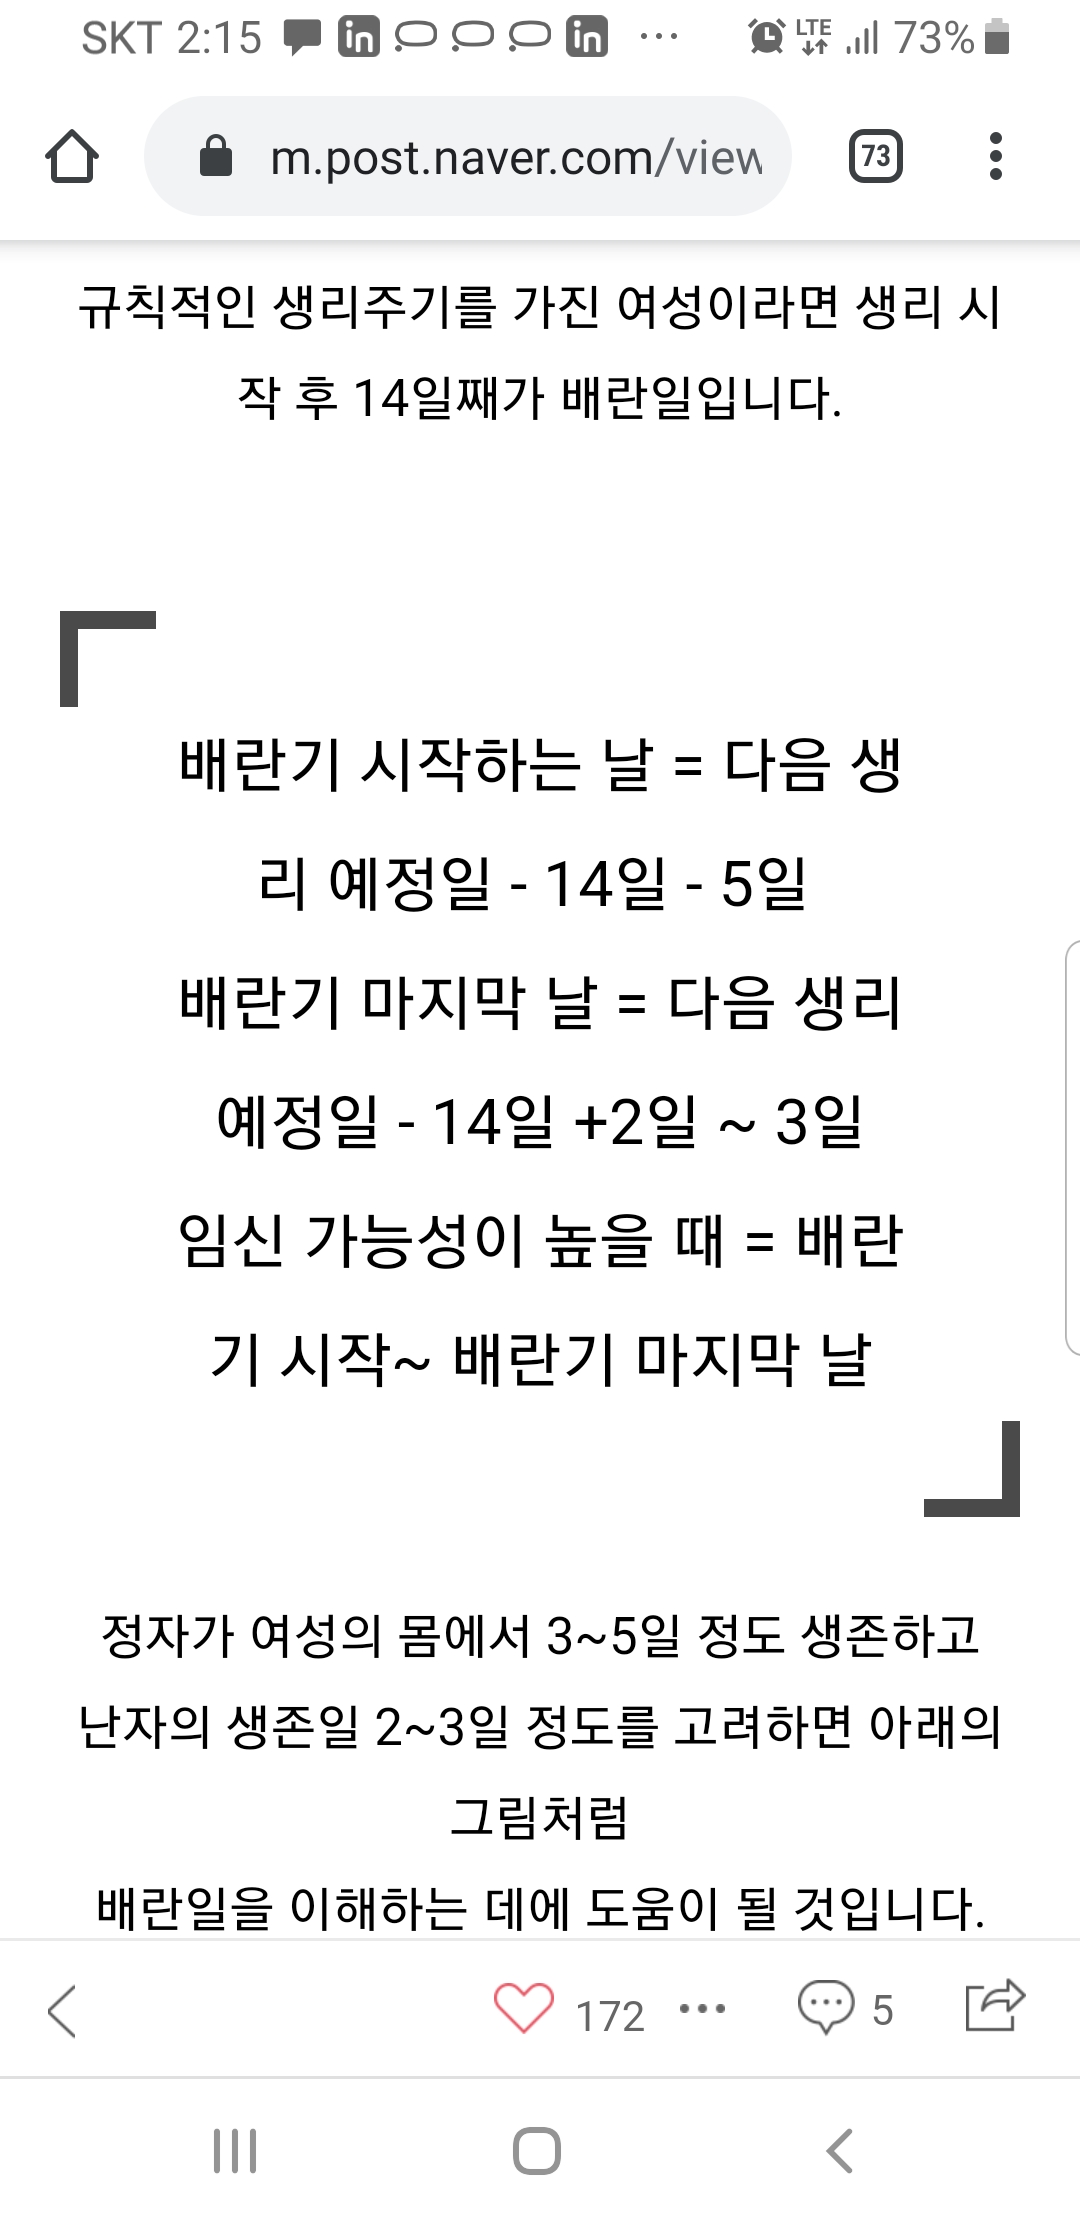 SKT 2:15 in in ... LTE 73%
m.post.naver.com/view 73
규칙적인 생리주기를 가진 여성이라면 생리 시
작 후 14일째가 배란일입니다.
배란기 시작하는 날 = 다음 생
리 예정일 - 14일 - 5일
배란기 마지막 날 = 다음 생리
예정일 - 14일 +2일 ~ 3일
임신 가능성이 높을 때 = 배란
기 시작~ 배란기 마지막 날
정자가 여성의 몸에서 3~5일 정도 생존하고
난자의 생존일 2~3일 정도를 고려하면 아래의
그림처럼
배란일을 이해하는 데에 도움이 될 것입니다.
172 5